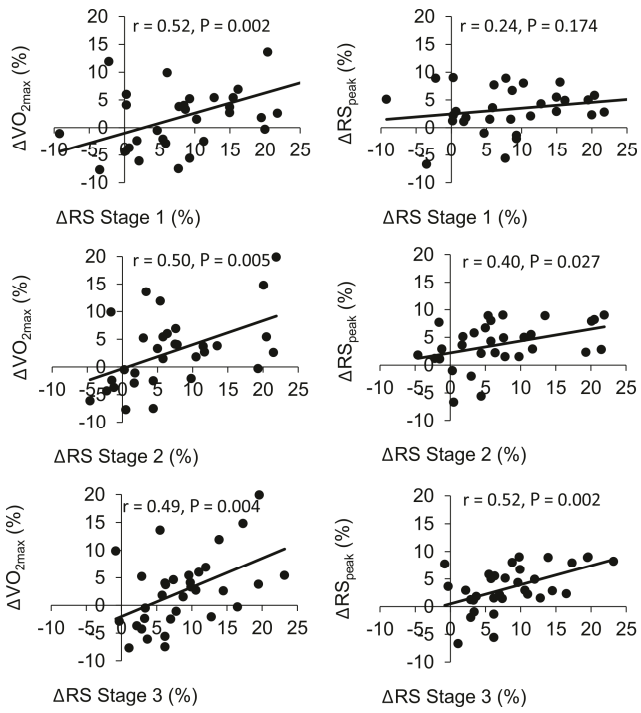 r = 0.52, P = 0.002
20
15
10
5
0
-5
-10
-10 -5 0 5 10 15 20 25
ΔVO2max (%)
ΔRS Stage 1 (%)
r = 0.24, P = 0.174
20
15
10
5
0
-5
-10
-10 -5 0 5 10 15 20 25
ΔRSpeak (%)
ΔRS Stage 1 (%)
r = 0.50, P = 0.005
20
15
10
5
0
-5
-10
-10 -5 0 5 10 15 20 25
ΔVO2max (%)
ΔRS Stage 2 (%)
r = 0.40, P = 0.027
20
15
10
5
0
-5
-10
-10 -5 0 5 10 15 20 25
ΔRSpeak (%)
ΔRS Stage 2 (%)
r = 0.49, P = 0.004
20
15
10
5
0
-5
-10
-10 -5 0 5 10 15 20 25
ΔVO2max (%)
ΔRS Stage 3 (%)
r = 0.52, P = 0.002
20
15
10
5
0
-5
-10
-10 -5 0 5 10 15 20 25
ΔRSpeak (%)
ΔRS Stage 3 (%)